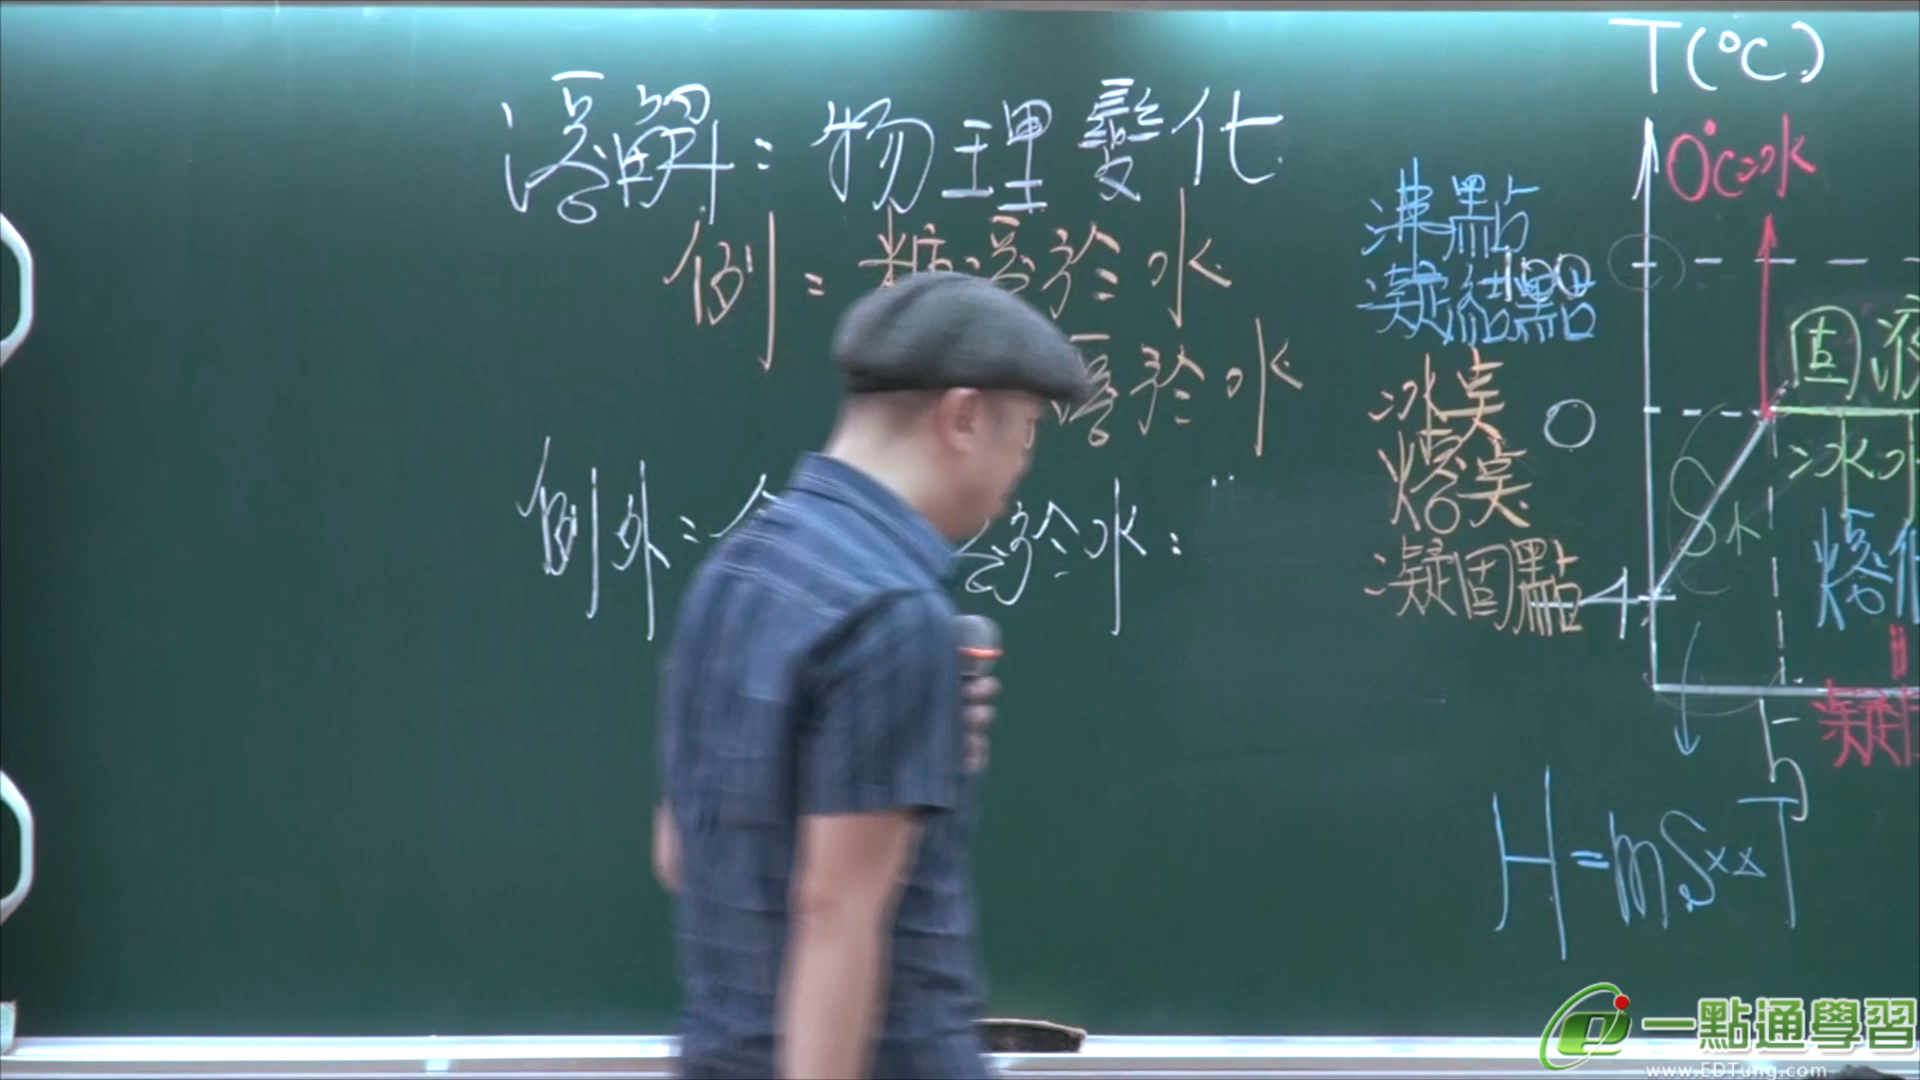 溶解:物理變化
例:糖溶於水
溶於水
例外:
於水:
沸點
凝結點
100
冰點
熔點
凝固點
0
-4
T(°C)
0°C冰
固液
冰水
熔化
凝固
5
H=ms×△T
一點通學習
www.EDTung.com